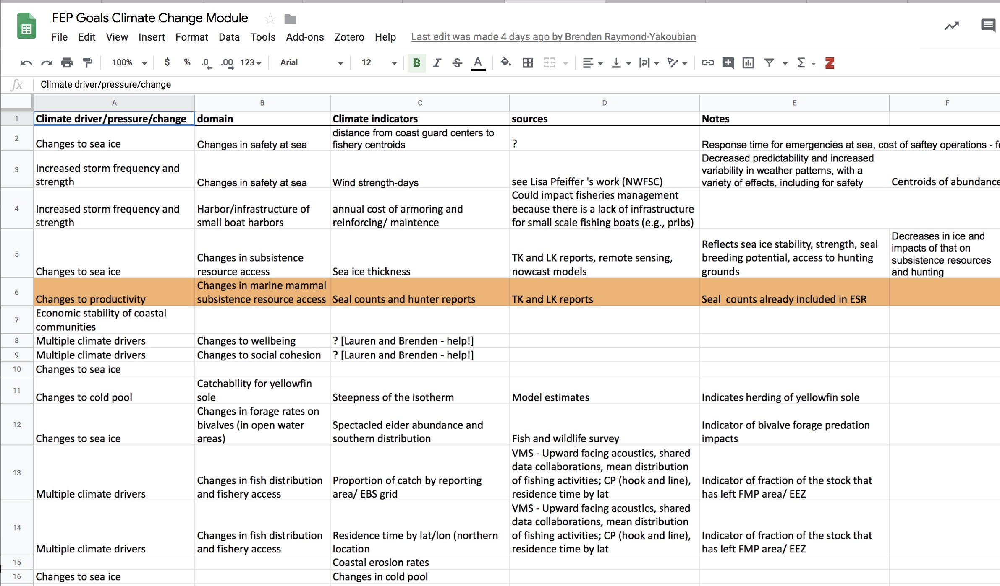 FEP Goals Climate Change Module
File Edit View Insert Format Data Tools Add-ons Zotero Help Last edit was made 4 days ago by Brenden Raymond-Yakoubian
100% $ % .0 .00 123 Arial 12 B I S A Σ Z
fx Climate driver/pressure/change
A B C D E F
1 Climate driver/pressure/change domain Climate indicators sources Notes
2 Changes to sea ice
Changes in safety at sea
distance from coast guard centers to
fishery centroids
?
Response time for emergencies at sea, cost of saftey operations - fe
3 Increased storm frequency and
strength
Changes in safety at sea
Wind strength-days
see Lisa Pfeiffer 's work (NWFSC)
Decreased predictability and increased
variability in weather patterns, with a
variety of effects, including for safety
Centroids of abundance
4 Increased storm frequency and
strength
Harbor/infrastructure of
small boat harbors
annual cost of armoring and
reinforcing/ maintence
Could impact fisheries management
because there is a lack of infrastructure
for small scale fishing boats (e.g., pribs)
5 Changes to sea ice
Changes in subsistence
resource access
Sea ice thickness
TK and LK reports, remote sensing,
nowcast models
Reflects sea ice stability, strength, seal
breeding potential, access to hunting
grounds
Decreases in ice and
impacts of that on
subsistence resources
and hunting
6 Changes to productivity
Changes in marine mammal
subsistence resource access
Seal counts and hunter reports
TK and LK reports
Seal counts already included in ESR
7 Economic stability of coastal
communities
8 Multiple climate drivers Changes to wellbeing ? [Lauren and Brenden - help!]
9 Multiple climate drivers Changes to social cohesion ? [Lauren and Brenden - help!]
10 Changes to sea ice
11 Changes to cold pool
Catchability for yellowfin
sole
Steepness of the isotherm
Model estimates
Indicates herding of yellowfin sole
12 Changes to sea ice
Changes in forage rates on
bivalves (in open water
areas)
Spectacled eider abundance and
southern distribution
Fish and wildlife survey
Indicator of bivalve forage predation
impacts
13 Multiple climate drivers
Changes in fish distribution
and fishery access
Proportion of catch by reporting
area/ EBS grid
VMS - Upward facing acoustics, shared
data collaborations, mean distribution
of fishing activities; CP (hook and line),
residence time by lat
Indicator of fraction of the stock that
has left FMP area/ EEZ
14 Multiple climate drivers
Changes in fish distribution
and fishery access
Residence time by lat/lon (northern
location
VMS - Upward facing acoustics, shared
data collaborations, mean distribution
of fishing activities; CP (hook and line),
residence time by lat
Indicator of fraction of the stock that
has left FMP area/ EEZ
15 Coastal erosion rates
16 Changes to sea ice Changes in cold pool